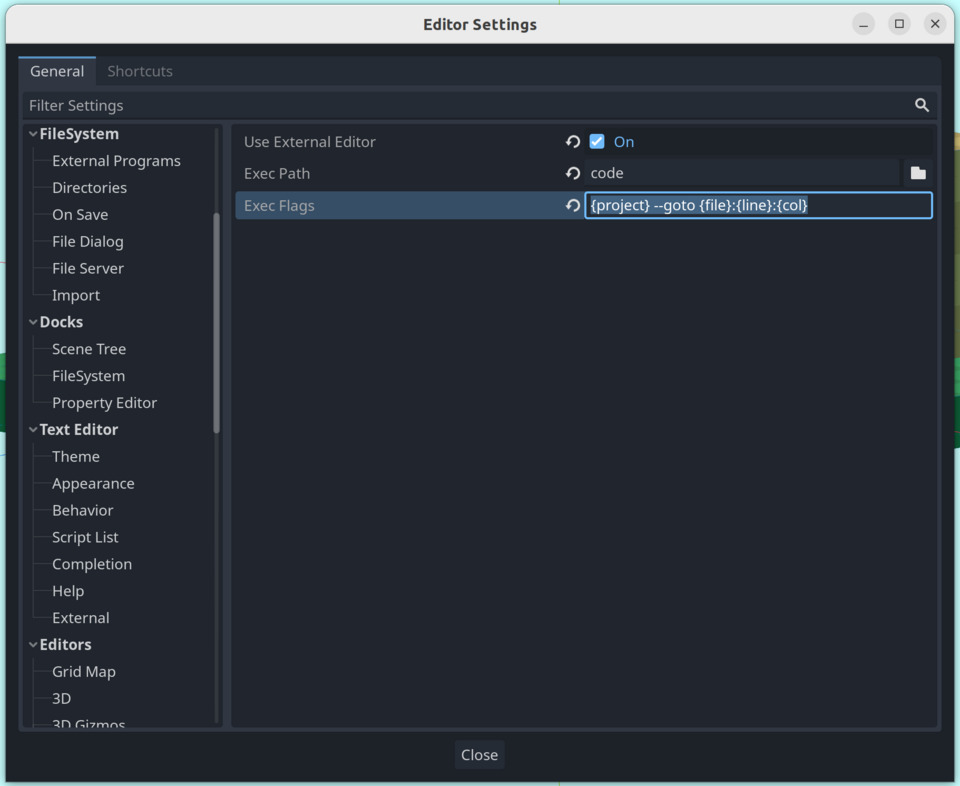 Editor Settings
General Shortcuts
Filter Settings
FileSystem
External Programs
Directories
On Save
File Dialog
File Server
Import
Docks
Scene Tree
FileSystem
Property Editor
Text Editor
Theme
Appearance
Behavior
Script List
Completion
Help
External
Editors
Grid Map
3D
3D Gizmos
Use External Editor On
Exec Path code
Exec Flags {project} --goto {file}:{line}:{col}
Close